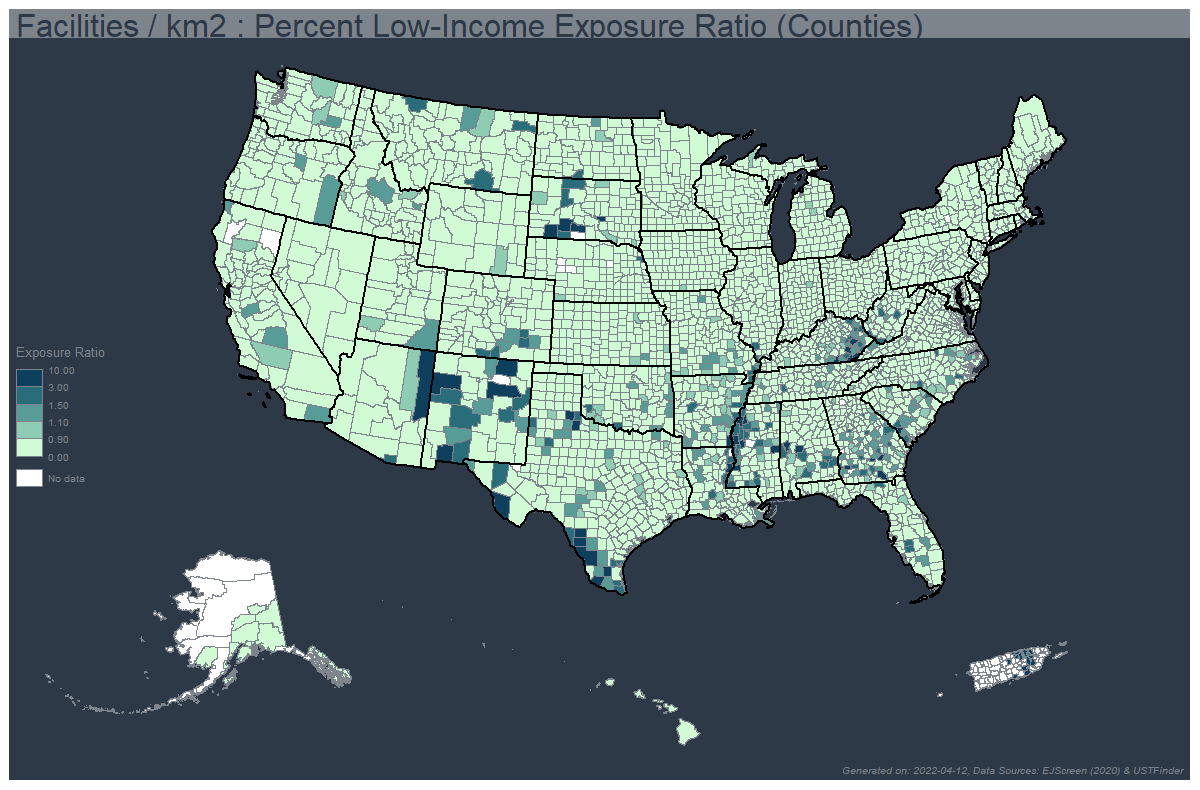 Facilities / km2 : Percent Low-Income Exposure Ratio (Counties)
Exposure Ratio
10.00
3.00
1.50
1.10
0.90
0.00
No data
Generated on: 2022-04-12, Data Sources: EJScreen (2020) & USTFinder